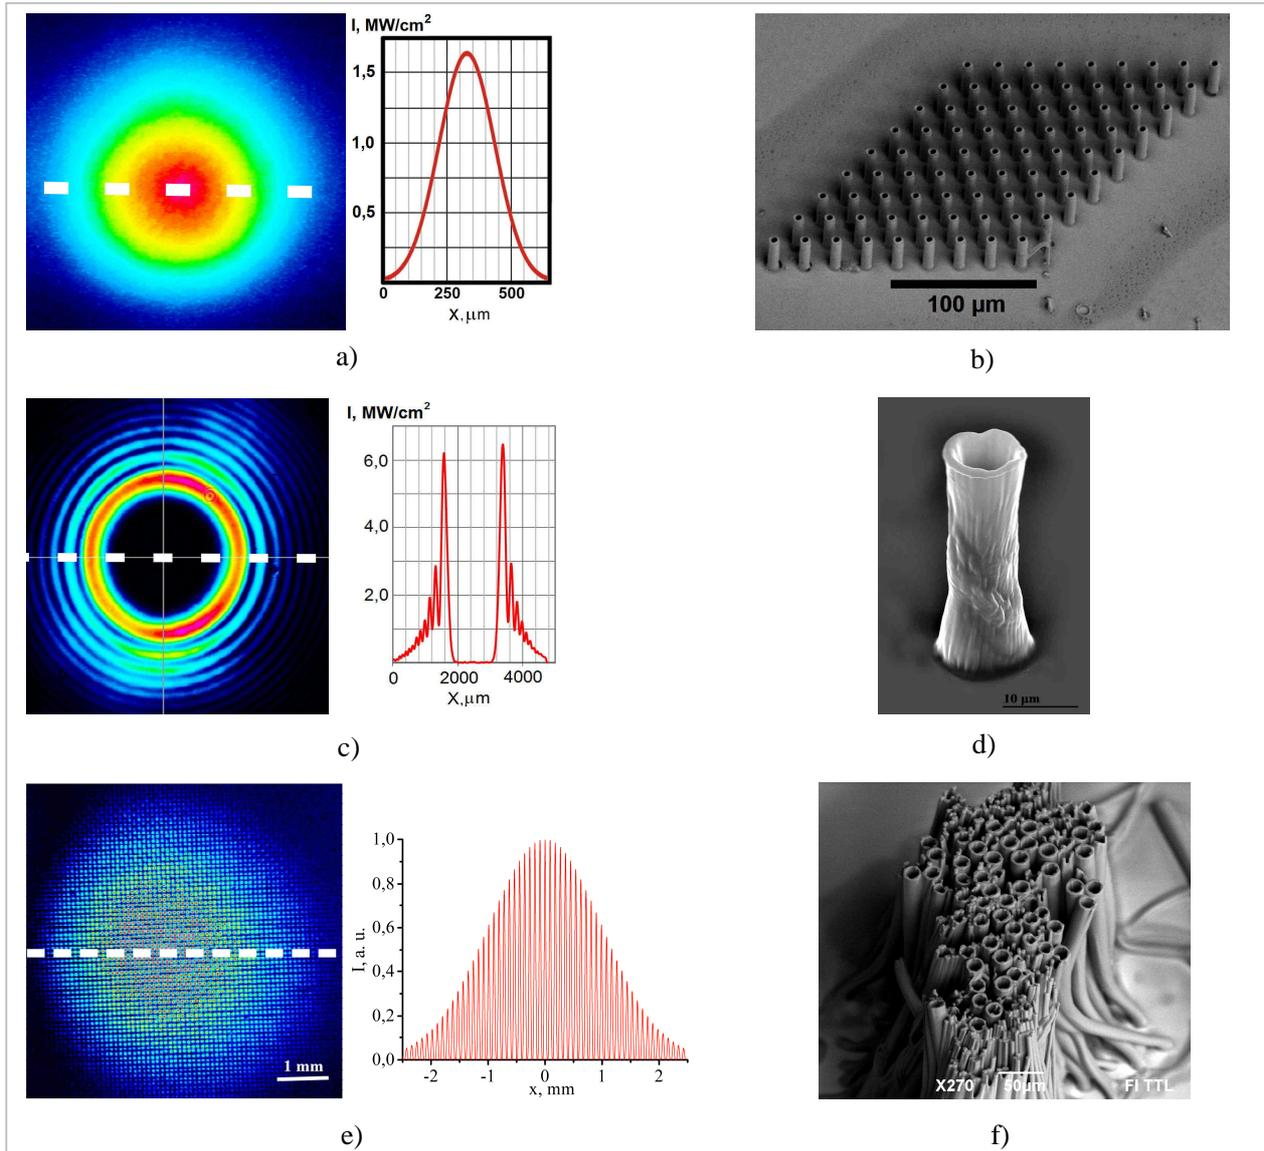 I, MW/cm²
1,5
1,0
0,5
0 250 500
X, μm
100 μm
a)
b)
I, MW/cm²
6,0
4,0
2,0
0 2000 4000
X, μm
10 μm
c)
d)
1,0
0,8
0,6
0,4
0,2
0,0
I, a. u.
-2 -1 0 1 2
x, mm
1 mm
X270 50μm FI TTL
e)
f)